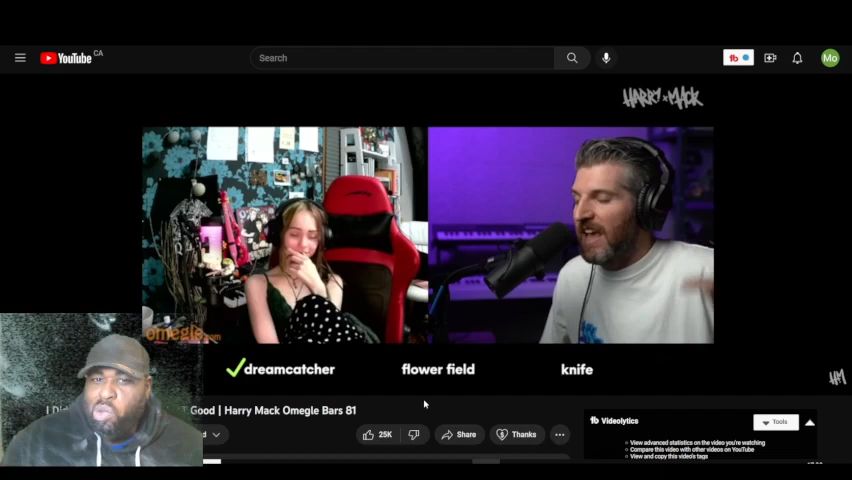 YouTube CA
Search
Mo
HARRY MACK
omegle.com
dreamcatcher flower field knife
HM
Good | Harry Mack Omegle Bars 81
25K Share Thanks
Videolytics
Tools
View advanced statistics on the video you're watching
Compare this video with other videos on YouTube
View and copy this video's tags